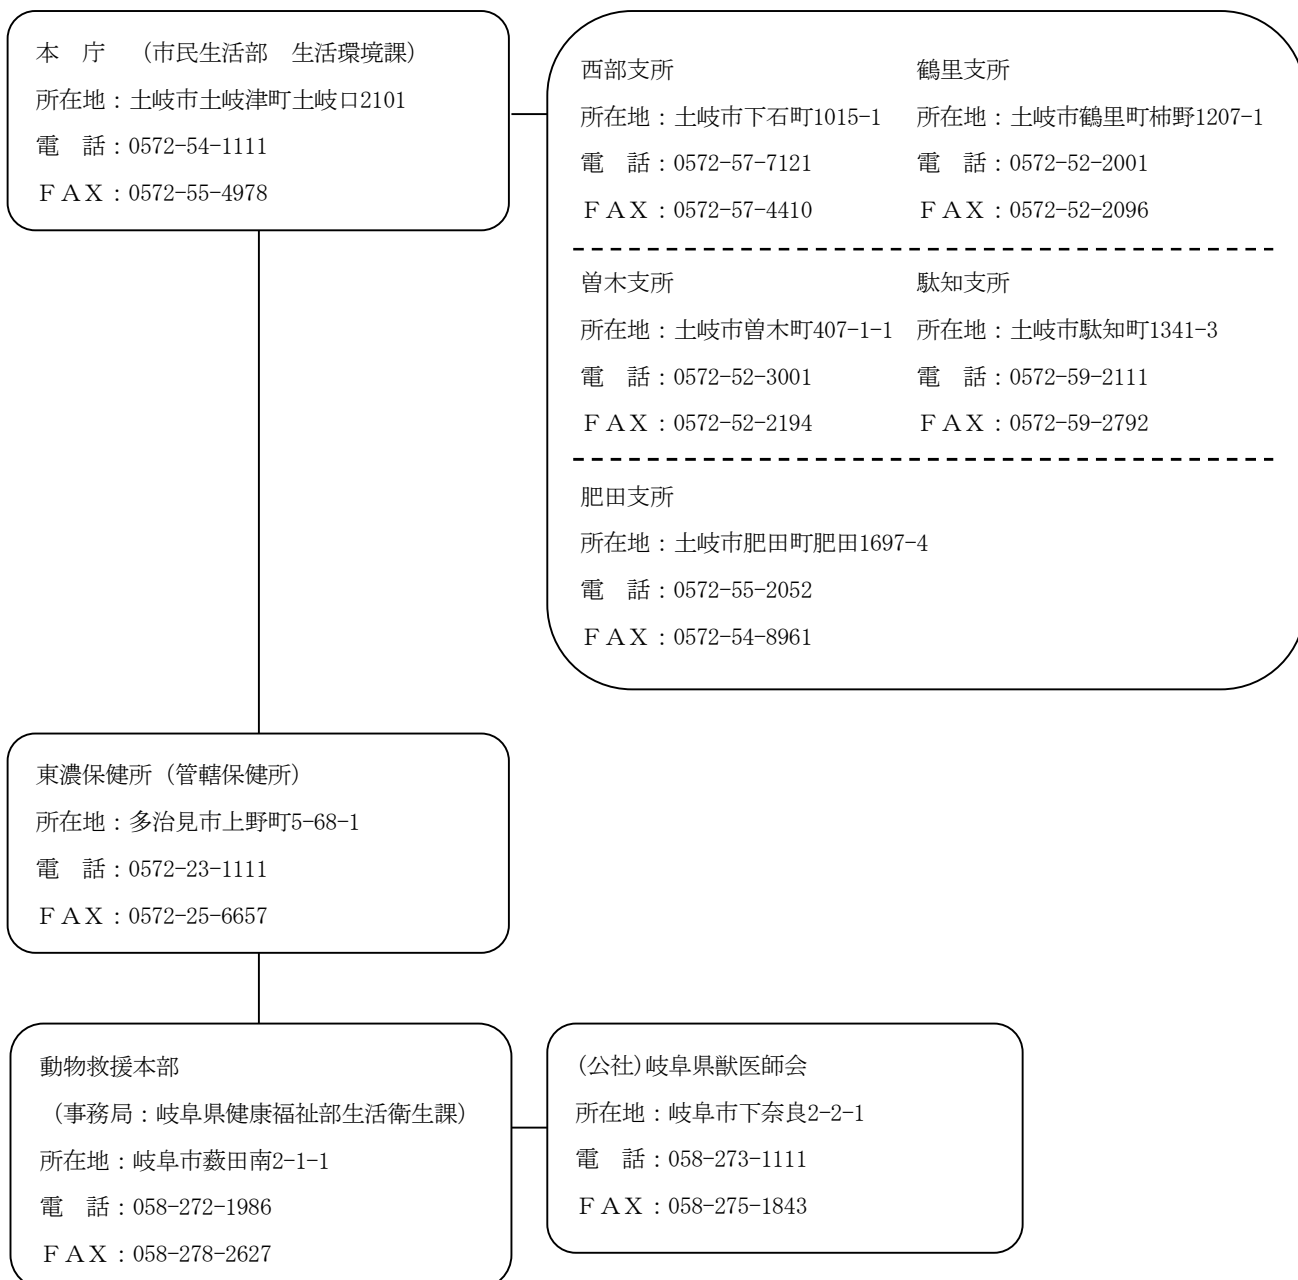 本　庁　（市民生活部　生活環境課）
所在地：土岐市土岐津町土岐口2101
電　話：0572-54-1111
ＦＡＸ：0572-55-4978
西部支所
所在地：土岐市下石町1015-1
電　話：0572-57-7121
ＦＡＸ：0572-57-4410
鶴里支所
所在地：土岐市鶴里町柿野1207-1
電　話：0572-52-2001
ＦＡＸ：0572-52-2096
曽木支所
所在地：土岐市曽木町407-1-1
電　話：0572-52-3001
ＦＡＸ：0572-52-2194
駄知支所
所在地：土岐市駄知町1341-3
電　話：0572-59-2111
ＦＡＸ：0572-59-2792
肥田支所
所在地：土岐市肥田町肥田1697-4
電　話：0572-55-2052
ＦＡＸ：0572-54-8961
東濃保健所（管轄保健所）
所在地：多治見市上野町5-68-1
電　話：0572-23-1111
ＦＡＸ：0572-25-6657
動物救援本部
（事務局：岐阜県健康福祉部生活衛生課）
所在地：岐阜市薮田南2-1-1
電　話：058-272-1986
ＦＡＸ：058-278-2627
(公社)岐阜県獣医師会
所在地：岐阜市下奈良2-2-1
電　話：058-273-1111
ＦＡＸ：058-275-1843